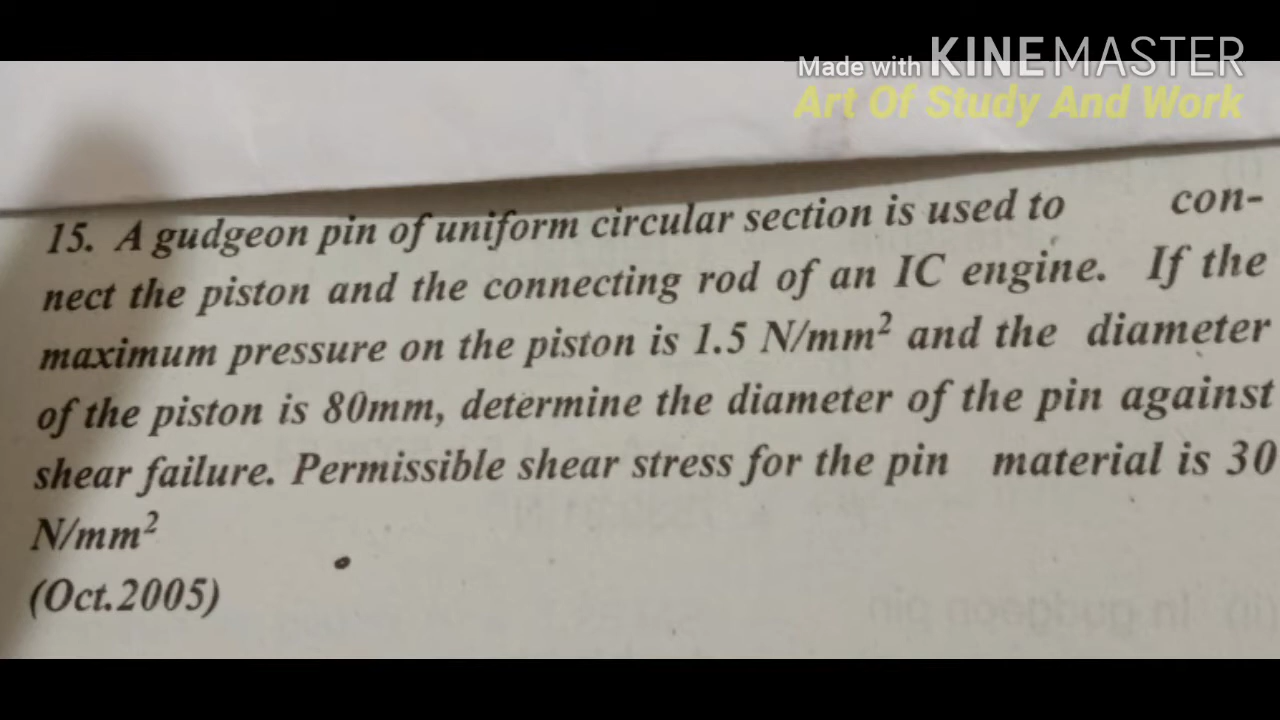 Made with KINEMASTER
Art Of Study And Work
15. A gudgeon pin of uniform circular section is used to con-
nect the piston and the connecting rod of an IC engine. If the
maximum pressure on the piston is 1.5 N/mm² and the diameter
of the piston is 80mm, determine the diameter of the pin against
shear failure. Permissible shear stress for the pin material is 30
N/mm²
(Oct.2005)